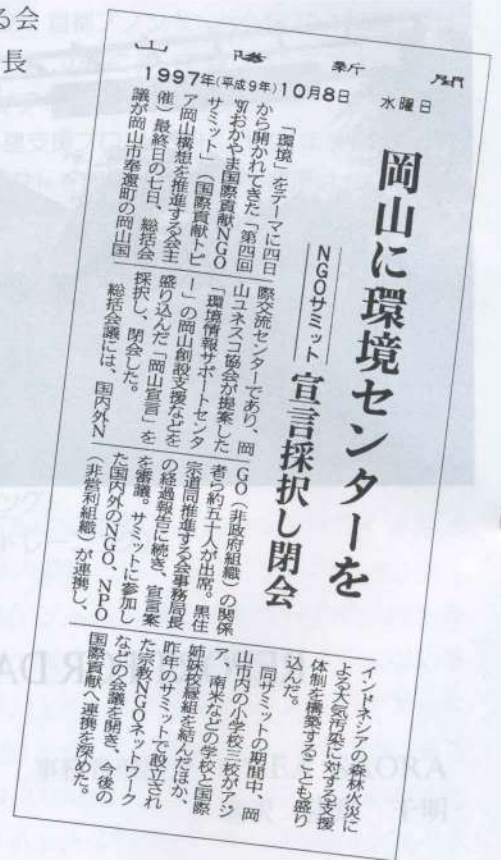 る会
長
山陽新聞
1997年(平成9年)10月8日 水曜日
岡山に環境センターを
NGOサミット
宣言採択し閉会
「環境」をテーマに四日
から開かれてきた「第四回
おかやま国際貢献NGO
サミット」(国際貢献トピ
ア岡山構想を推進する会主
催)最終日の七日、総括会
議が岡山市奉還町の岡山国
際交流センターであり、岡
山ユネスコ協会が提案した
「環境情報サポートセンタ
ー」の岡山創設支援などを
盛り込んだ「岡山宣言」を
採択し、閉会した。
総括会議には、国内外N
GO(非政府組織)の関係
者ら約五十人が出席。黒住
宗道同推進する会事務局長
の経過報告に続き、宣言案
を審議。サミットに参加し
た国内外のNGO、NPO
(非営利組織)が連携し、
インドネシアの森林火災に
よる大気汚染に対する支援
体制を構築することも盛り
込んだ。
同サミットの期間中、岡
山市内の小学校三校がアジ
ア、南米などの学校と国際
姉妹校縁組を結んだほか、
昨年のサミットで設立され
た宗教NGOネットワーク
などの会議を開き、今後の
国際貢献へ連携を深めた。